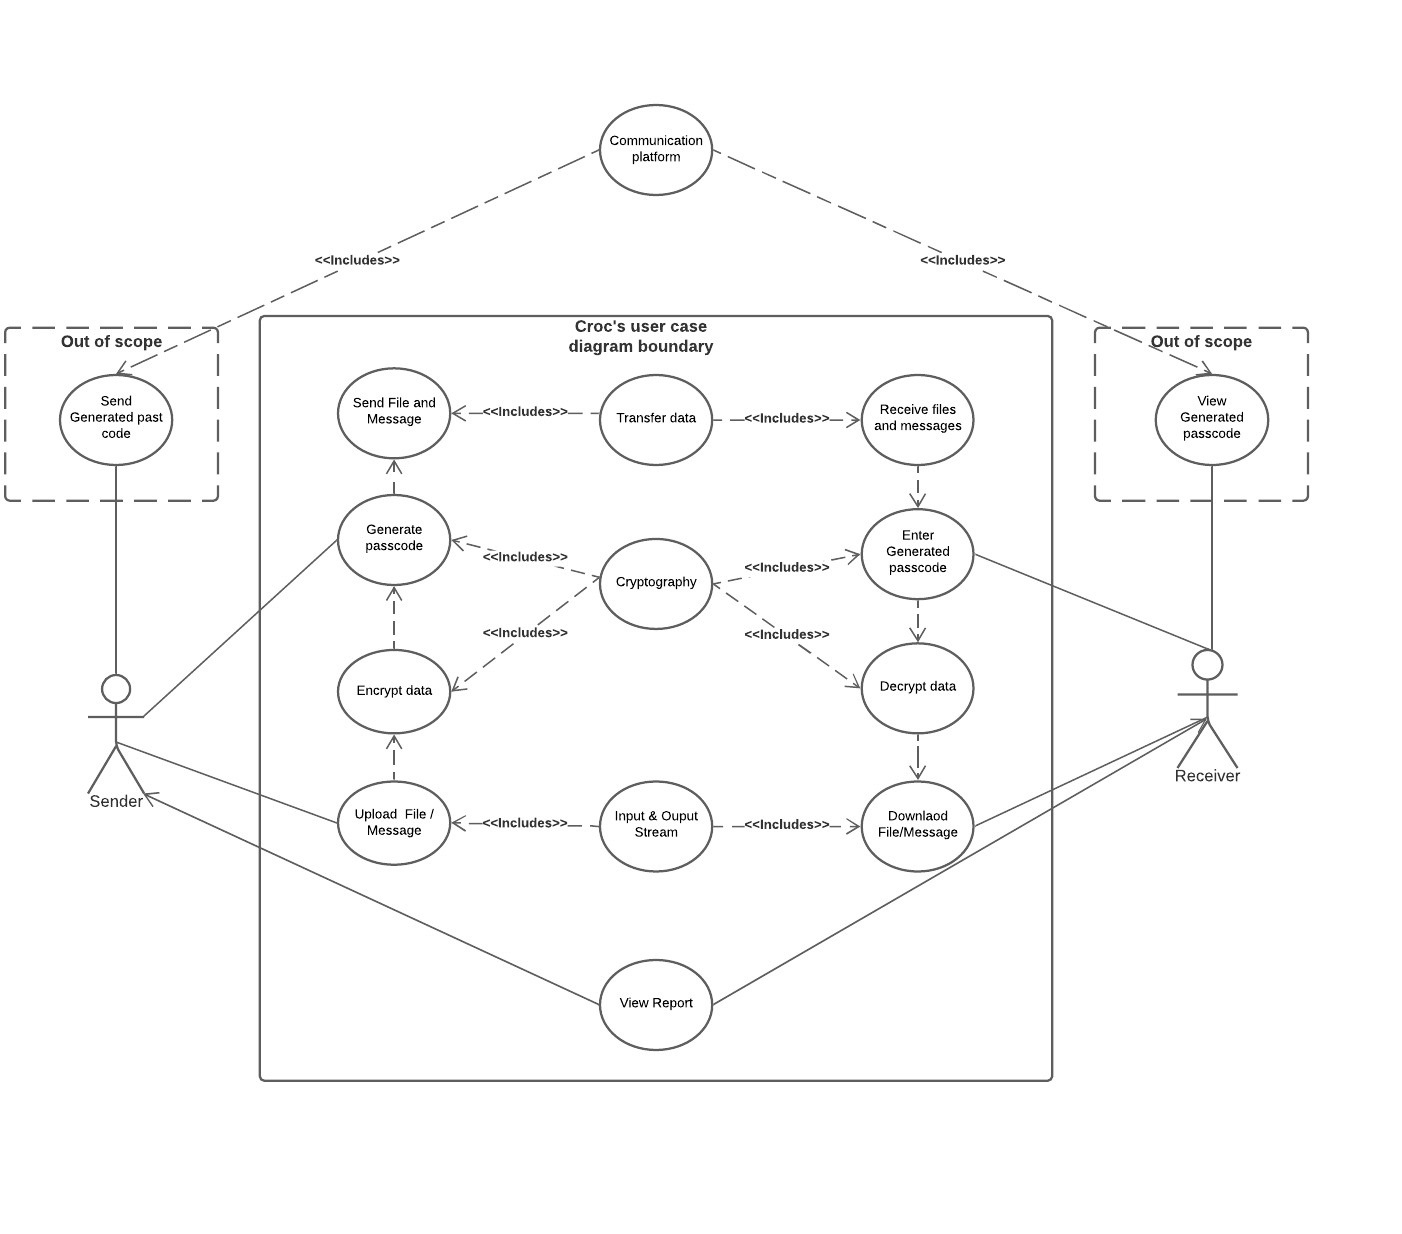 Communication
platform
<<Includes>>
<<Includes>>
Out of scope
Croc's user case
diagram boundary
Out of scope
Send
Generated past
code
Send File and
Message
<<Includes>>
Transfer data
<<Includes>>
Receive files
and messages
View
Generated
passcode
Generate
passcode
<<Includes>>
Cryptography
<<Includes>>
Enter
Generated
passcode
<<Includes>>
<<Includes>>
Encrypt data
Decrypt data
Sender
Receiver
Upload  File /
Message
<<Includes>>
Input & Ouput
Stream
<<Includes>>
Downlaod
File/Message
View Report